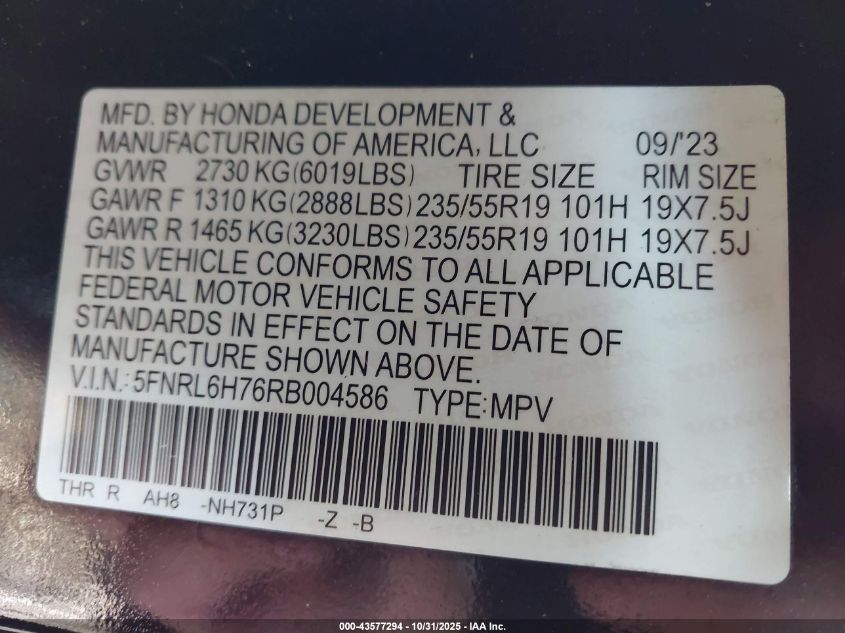 MFD. BY HONDA DEVELOPMENT &
MANUFACTURING OF AMERICA, LLC 09/'23
GVWR 2730 KG(6019LBS) TIRE SIZE RIM SIZE
GAWR F 1310 KG(2888LBS) 235/55R19 101H 19X7.5J
GAWR R 1465 KG(3230LBS) 235/55R19 101H 19X7.5J
THIS VEHICLE CONFORMS TO ALL APPLICABLE
FEDERAL MOTOR VEHICLE SAFETY
STANDARDS IN EFFECT ON THE DATE OF
MANUFACTURE SHOWN ABOVE.
V.I.N.: 5FNRL6H76RB004586 TYPE:MPV
THR R AH8 -NH731P -Z -B
000-43577294 - 10/31/2025 - IAA Inc.